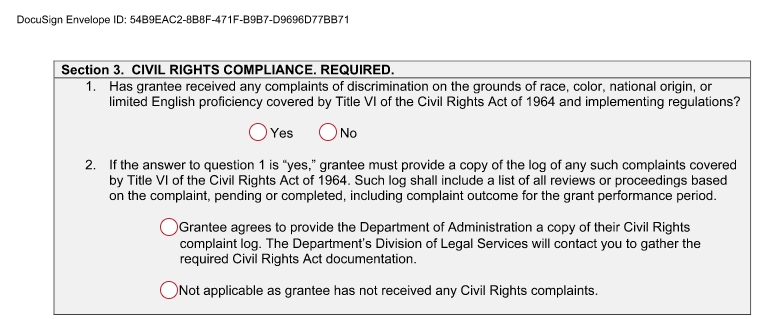 DocuSign Envelope ID: 54B9EAC2-8B8F-471F-B9B7-D9696D77BB71
Section 3. CIVIL RIGHTS COMPLIANCE. REQUIRED.
1. Has grantee received any complaints of discrimination on the grounds of race, color, national origin, or
limited English proficiency covered by Title VI of the Civil Rights Act of 1964 and implementing regulations?
Yes No
2. If the answer to question 1 is “yes,” grantee must provide a copy of the log of any such complaints covered
by Title VI of the Civil Rights Act of 1964. Such log shall include a list of all reviews or proceedings based
on the complaint, pending or completed, including complaint outcome for the grant performance period.
Grantee agrees to provide the Department of Administration a copy of their Civil Rights
complaint log. The Department’s Division of Legal Services will contact you to gather the
required Civil Rights Act documentation.
Not applicable as grantee has not received any Civil Rights complaints.